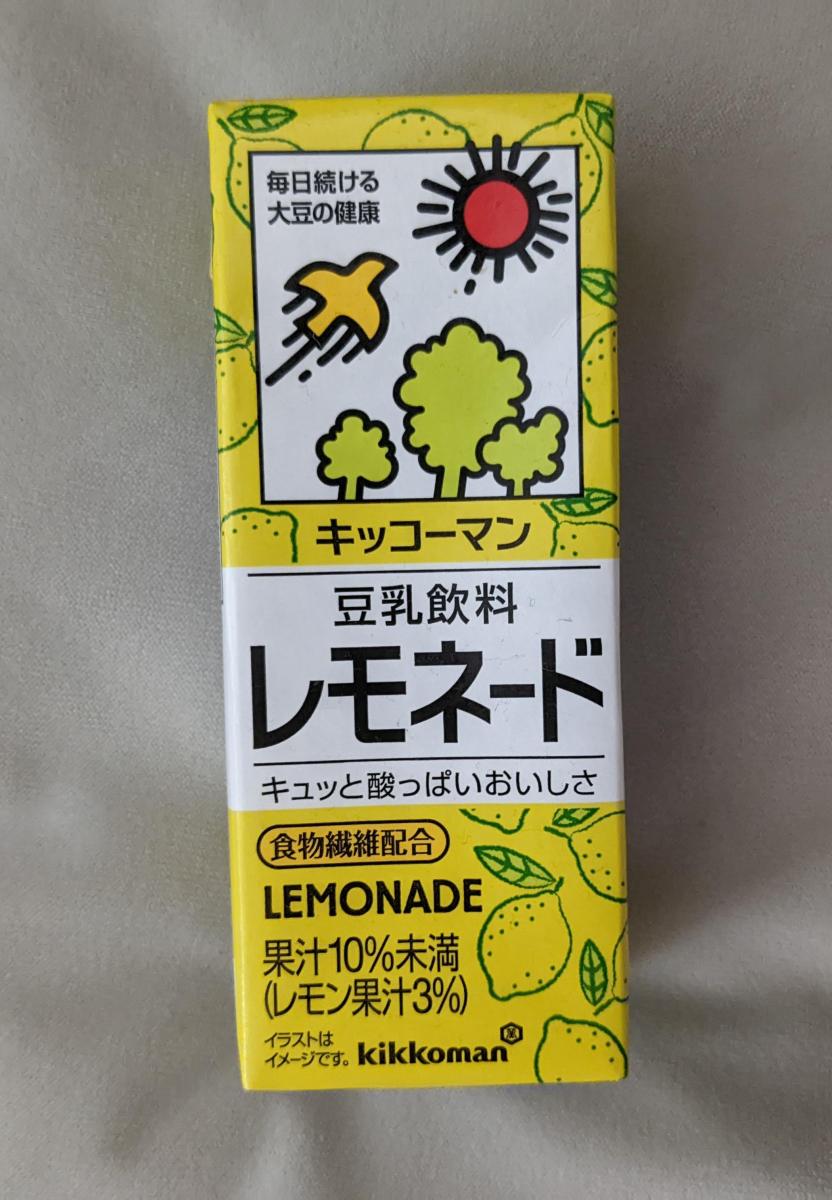 毎日続ける
大豆の健康
キッコーマン
豆乳飲料
レモネード
キュッと酸っぱいおいしさ
食物繊維配合
LEMONADE
果汁10%未満
(レモン果汁3%)
イラストは
イメージです。
kikkoman